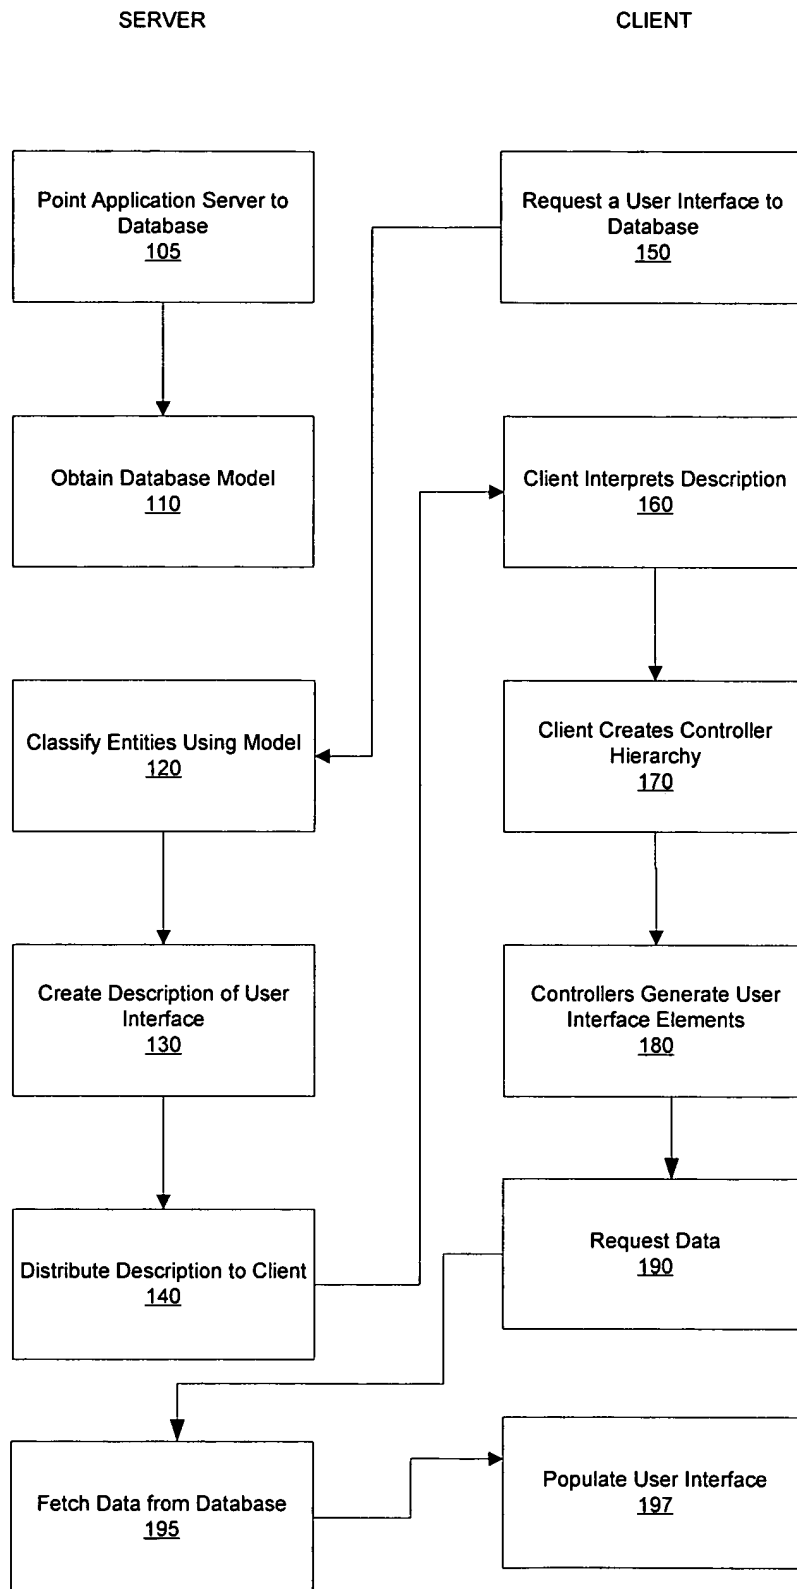 SERVER
CLIENT
Point Application Server to
Database
105
Request a User Interface to
Database
150
Obtain Database Model
110
Client Interprets Description
160
Classify Entities Using Model
120
Client Creates Controller
Hierarchy
170
Create Description of User
Interface
130
Controllers Generate User
Interface Elements
180
Distribute Description to Client
140
Request Data
190
Fetch Data from Database
195
Populate User Interface
197